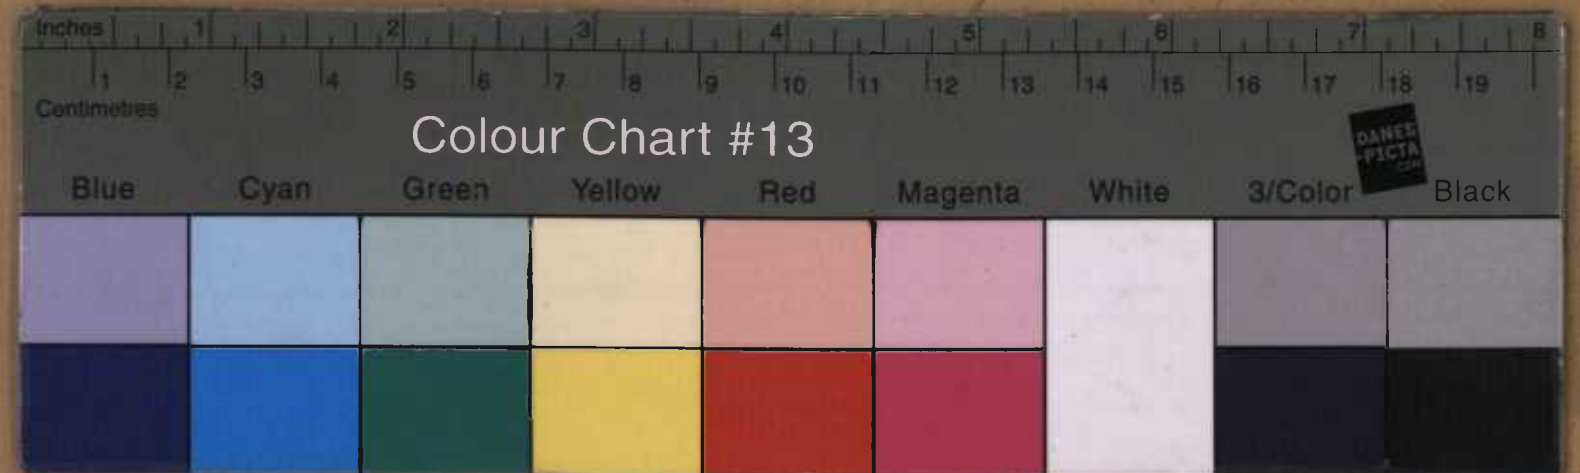 Inches 1 2 3 4 5 6 7 8
1 2 3 4 5 6 7 8 9 10 11 12 13 14 15 16 17 18 19
Centimetres
Colour Chart #13
DANES
-PICTA
.COM
Blue Cyan Green Yellow Red Magenta White 3/Color Black